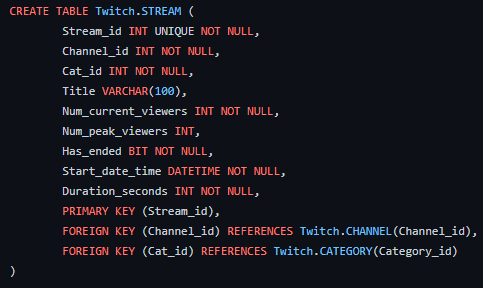 CREATE TABLE Twitch.STREAM (
Stream_id INT UNIQUE NOT NULL,
Channel_id INT NOT NULL,
Cat_id INT NOT NULL,
Title VARCHAR(100),
Num_current_viewers INT NOT NULL,
Num_peak_viewers INT,
Has_ended BIT NOT NULL,
Start_date_time DATETIME NOT NULL,
Duration_seconds INT NOT NULL,
PRIMARY KEY (Stream_id),
FOREIGN KEY (Channel_id) REFERENCES Twitch.CHANNEL(Channel_id),
FOREIGN KEY (Cat_id) REFERENCES Twitch.CATEGORY(Category_id)
)